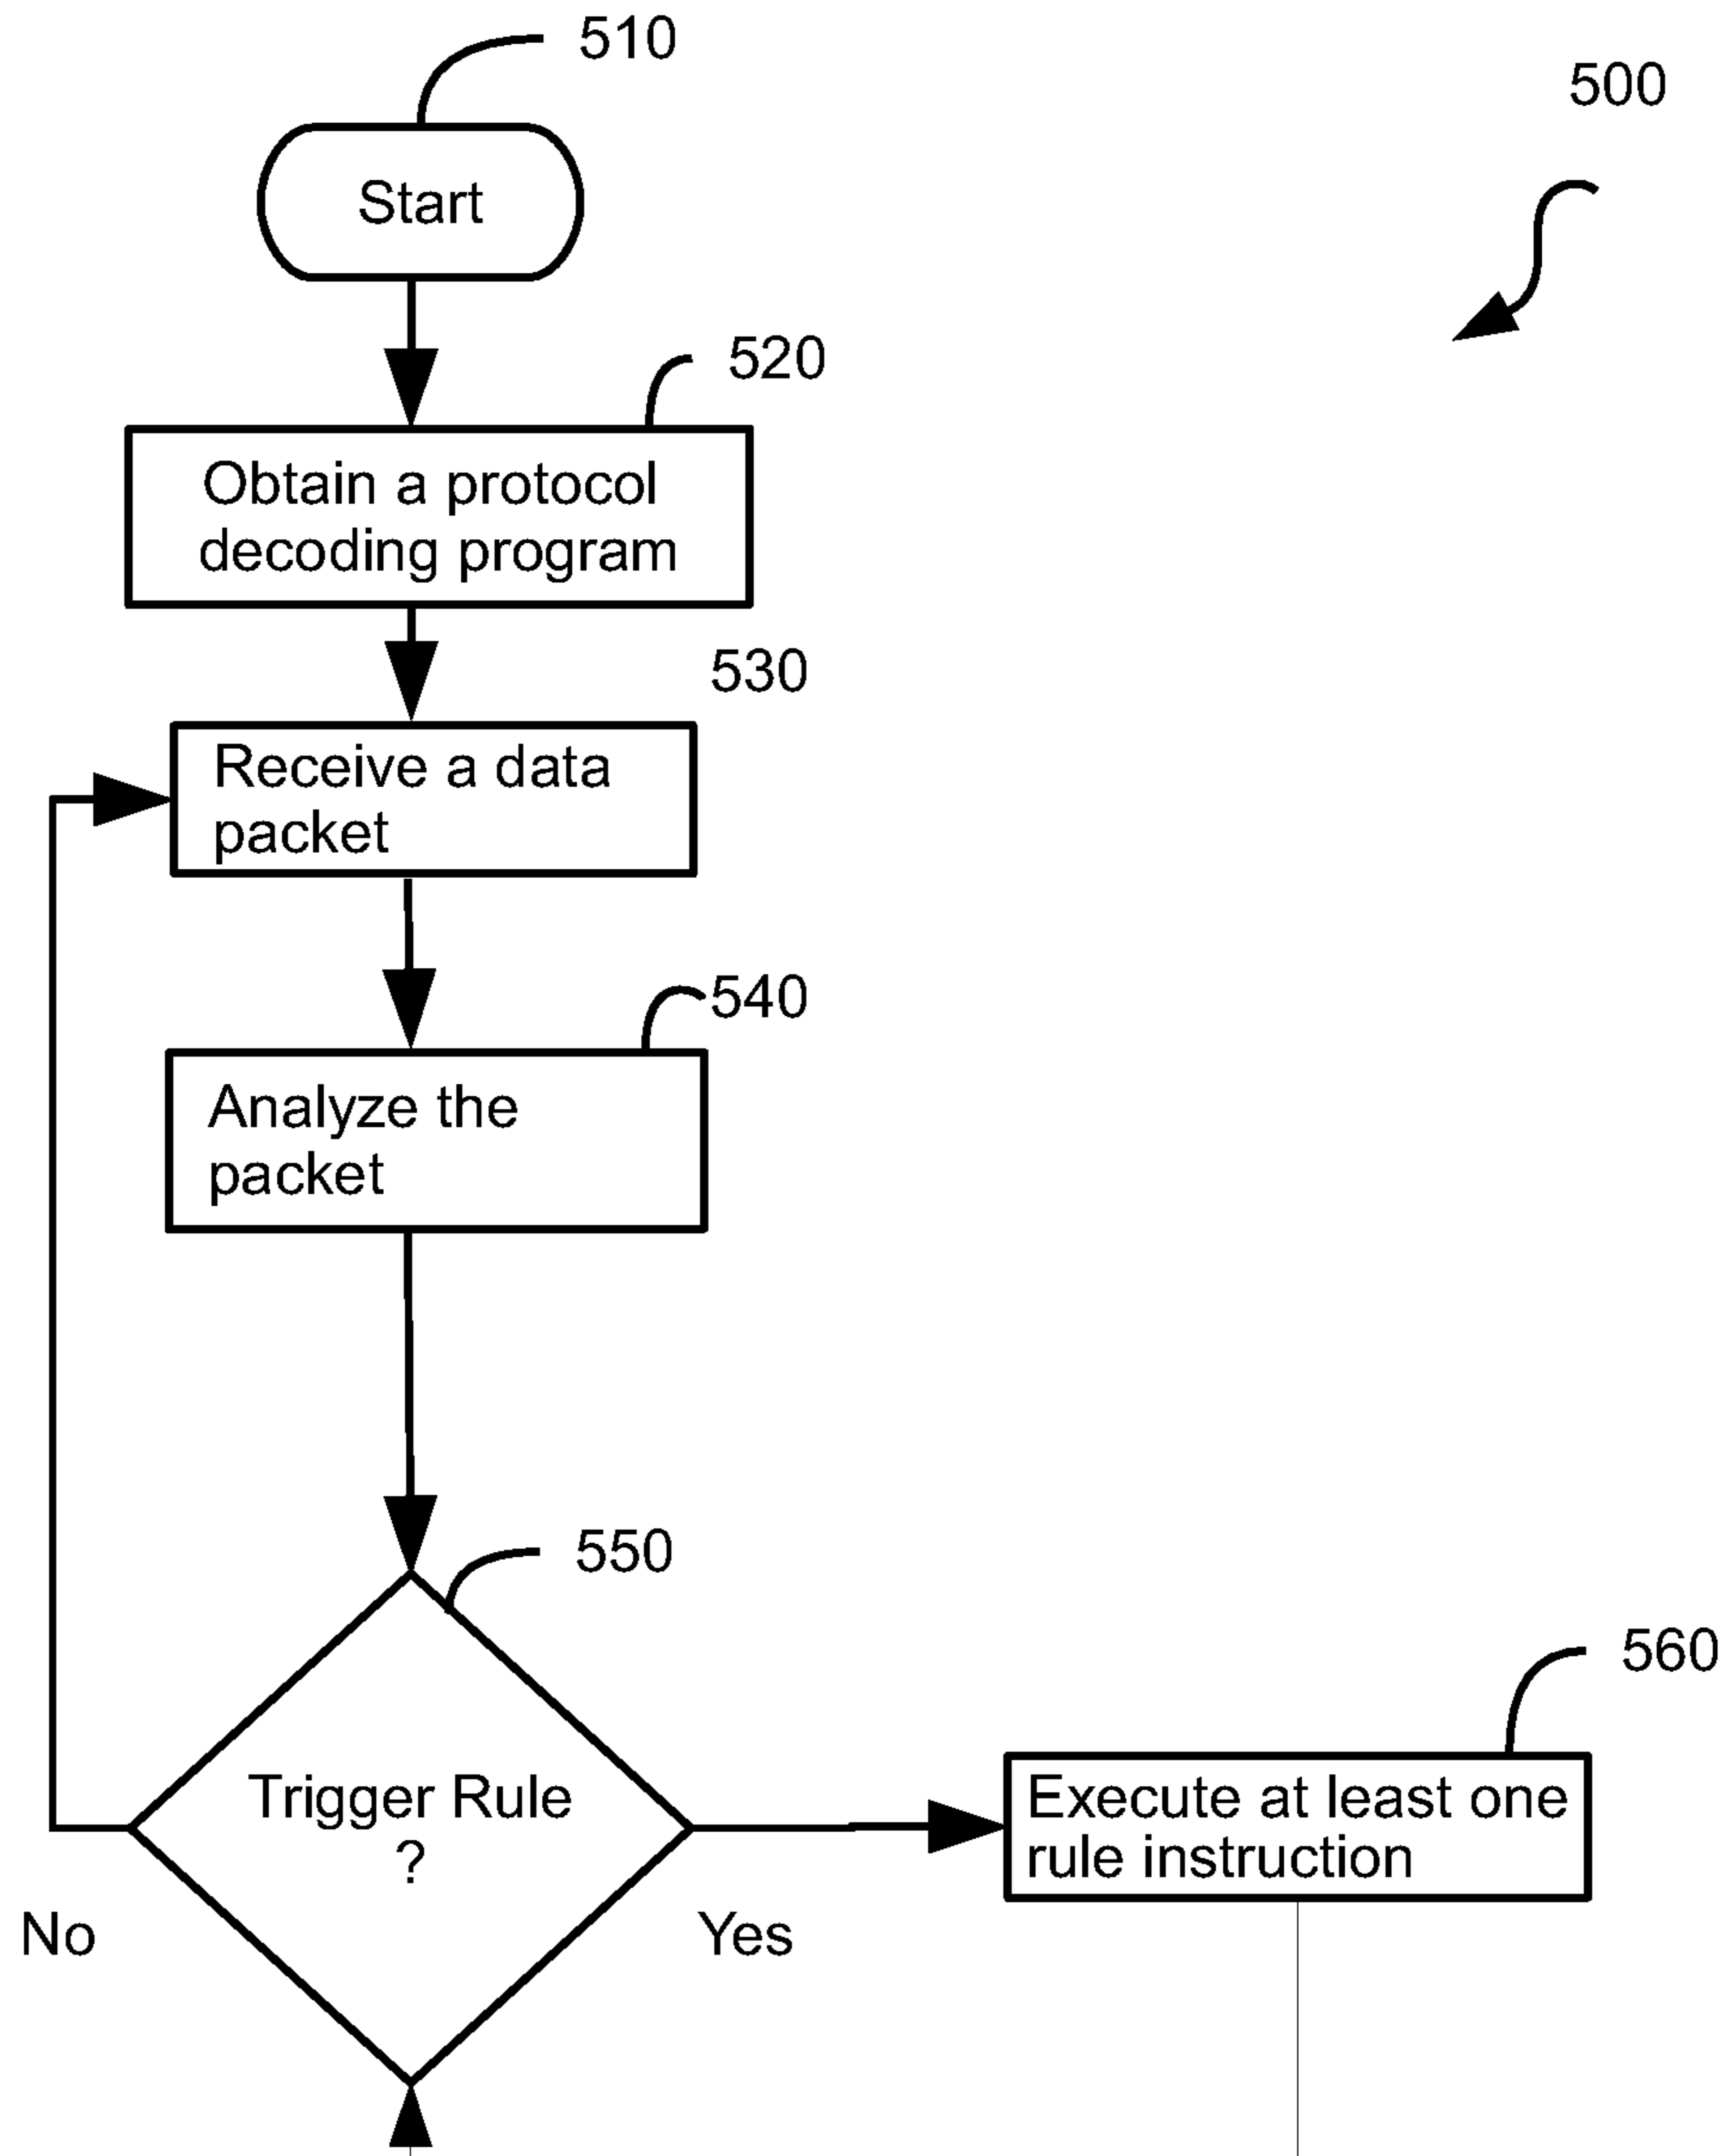 510
500
Start
520
Obtain a protocol
decoding program
530
Receive a data
packet
540
Analyze the
packet
550
560
Trigger Rule
?
Execute at least one
rule instruction
No
Yes